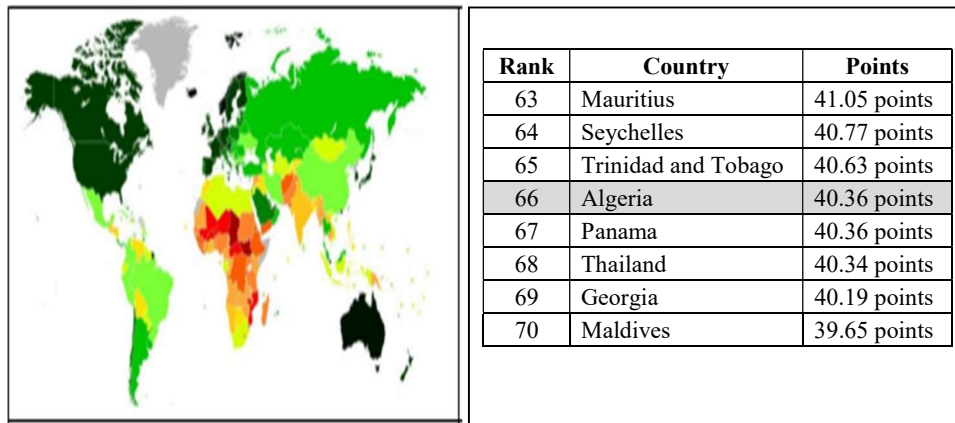 Rank Country Points
63 Mauritius 41.05 points
64 Seychelles 40.77 points
65 Trinidad and Tobago 40.63 points
66 Algeria 40.36 points
67 Panama 40.36 points
68 Thailand 40.34 points
69 Georgia 40.19 points
70 Maldives 39.65 points